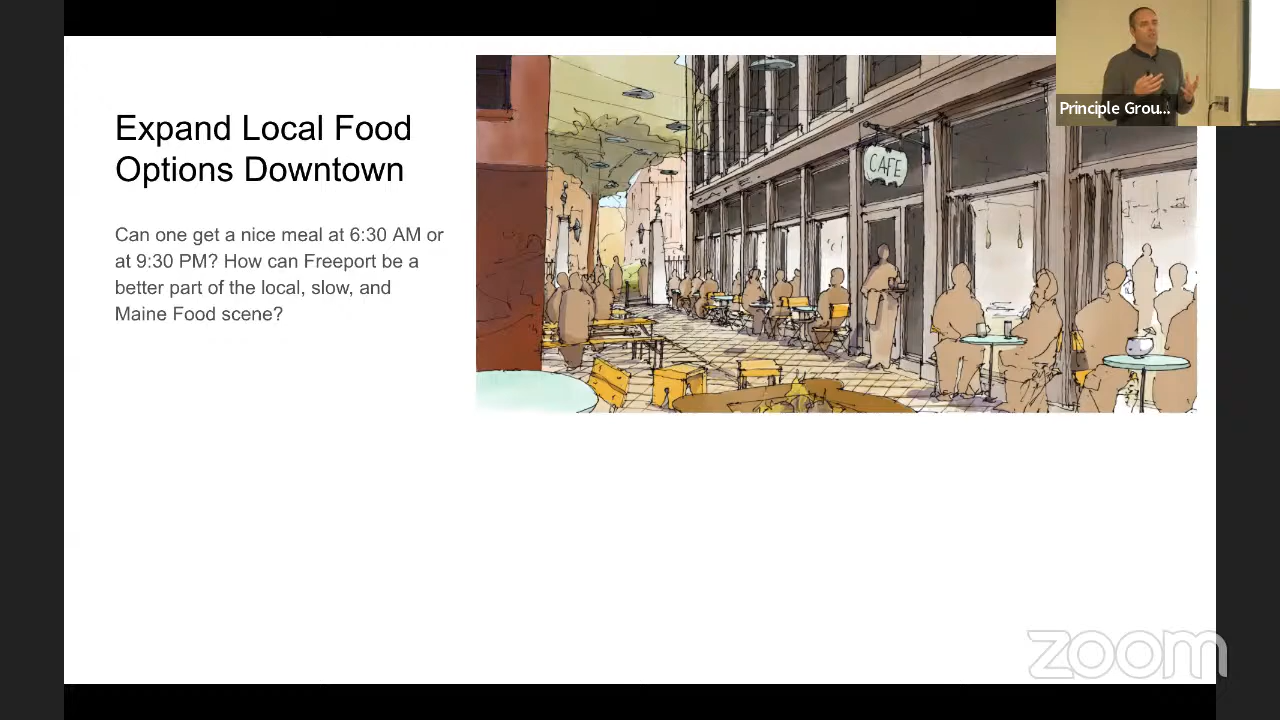 Expand Local Food
Options Downtown
Can one get a nice meal at 6:30 AM or
at 9:30 PM? How can Freeport be a
better part of the local, slow, and
Maine Food scene?
CAFE
Principle Grou...
zoom